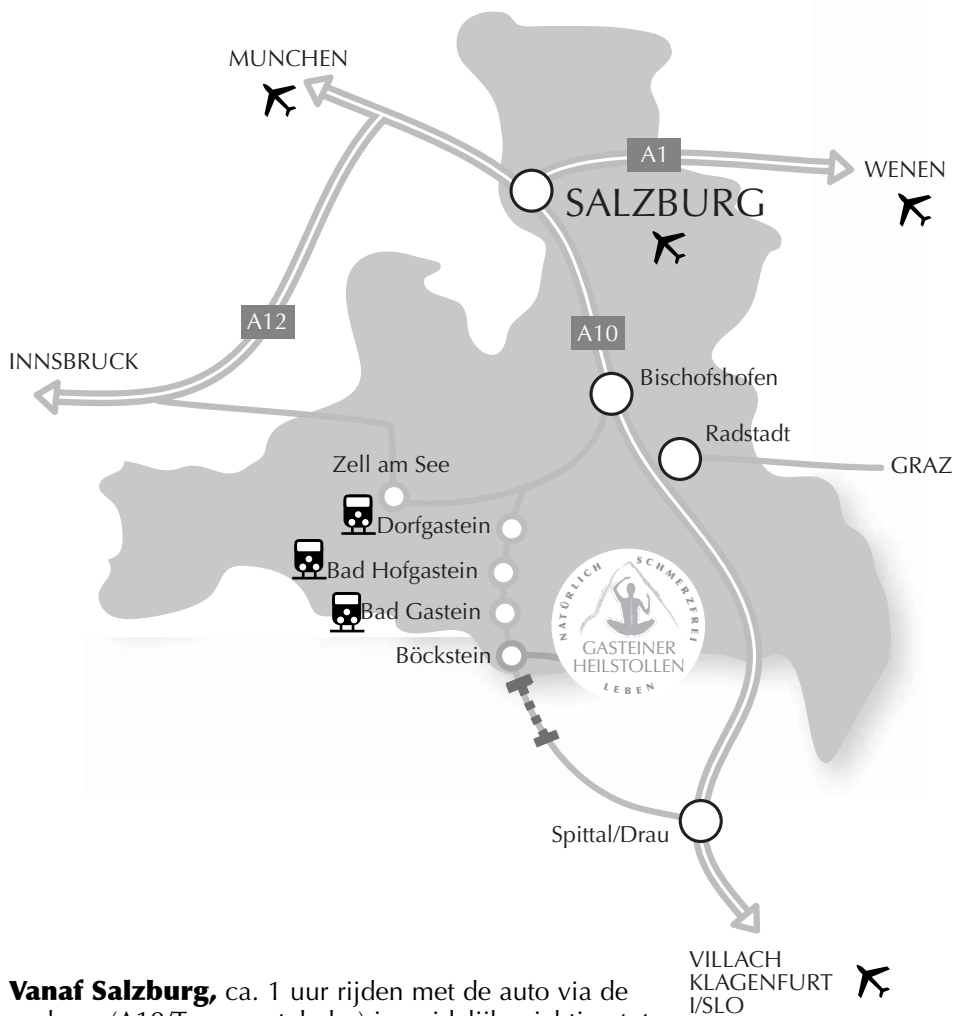 MUNCHEN
A1
WENEN
SALZBURG
A12
A10
INNSBRUCK
Bischofshofen
Radstadt
GRAZ
Zell am See
Dorfgastein
Bad Hofgastein
Bad Gastein
Böckstein
NATÜRLICH SCHMERZFREI
GASTEINER
HEILSTOLLEN
LEBEN
Spittal/Drau
VILLACH
KLAGENFURT
I/SLO
Vanaf Salzburg, ca. 1 uur rijden met de auto via de